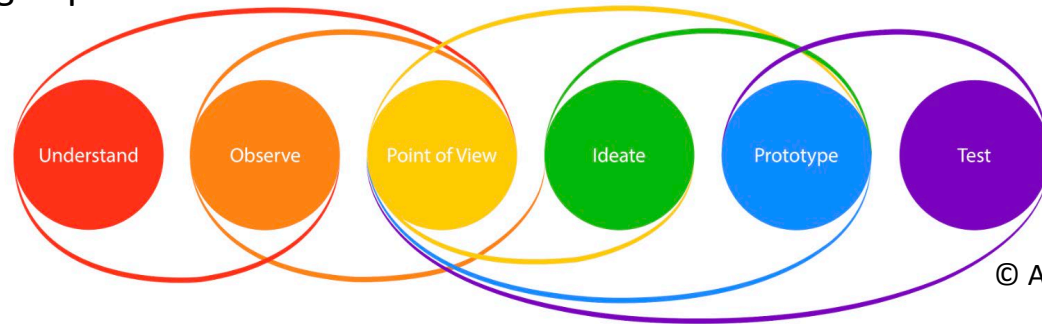 Understand
Observe
Point of View
Ideate
Prototype
Test
© A